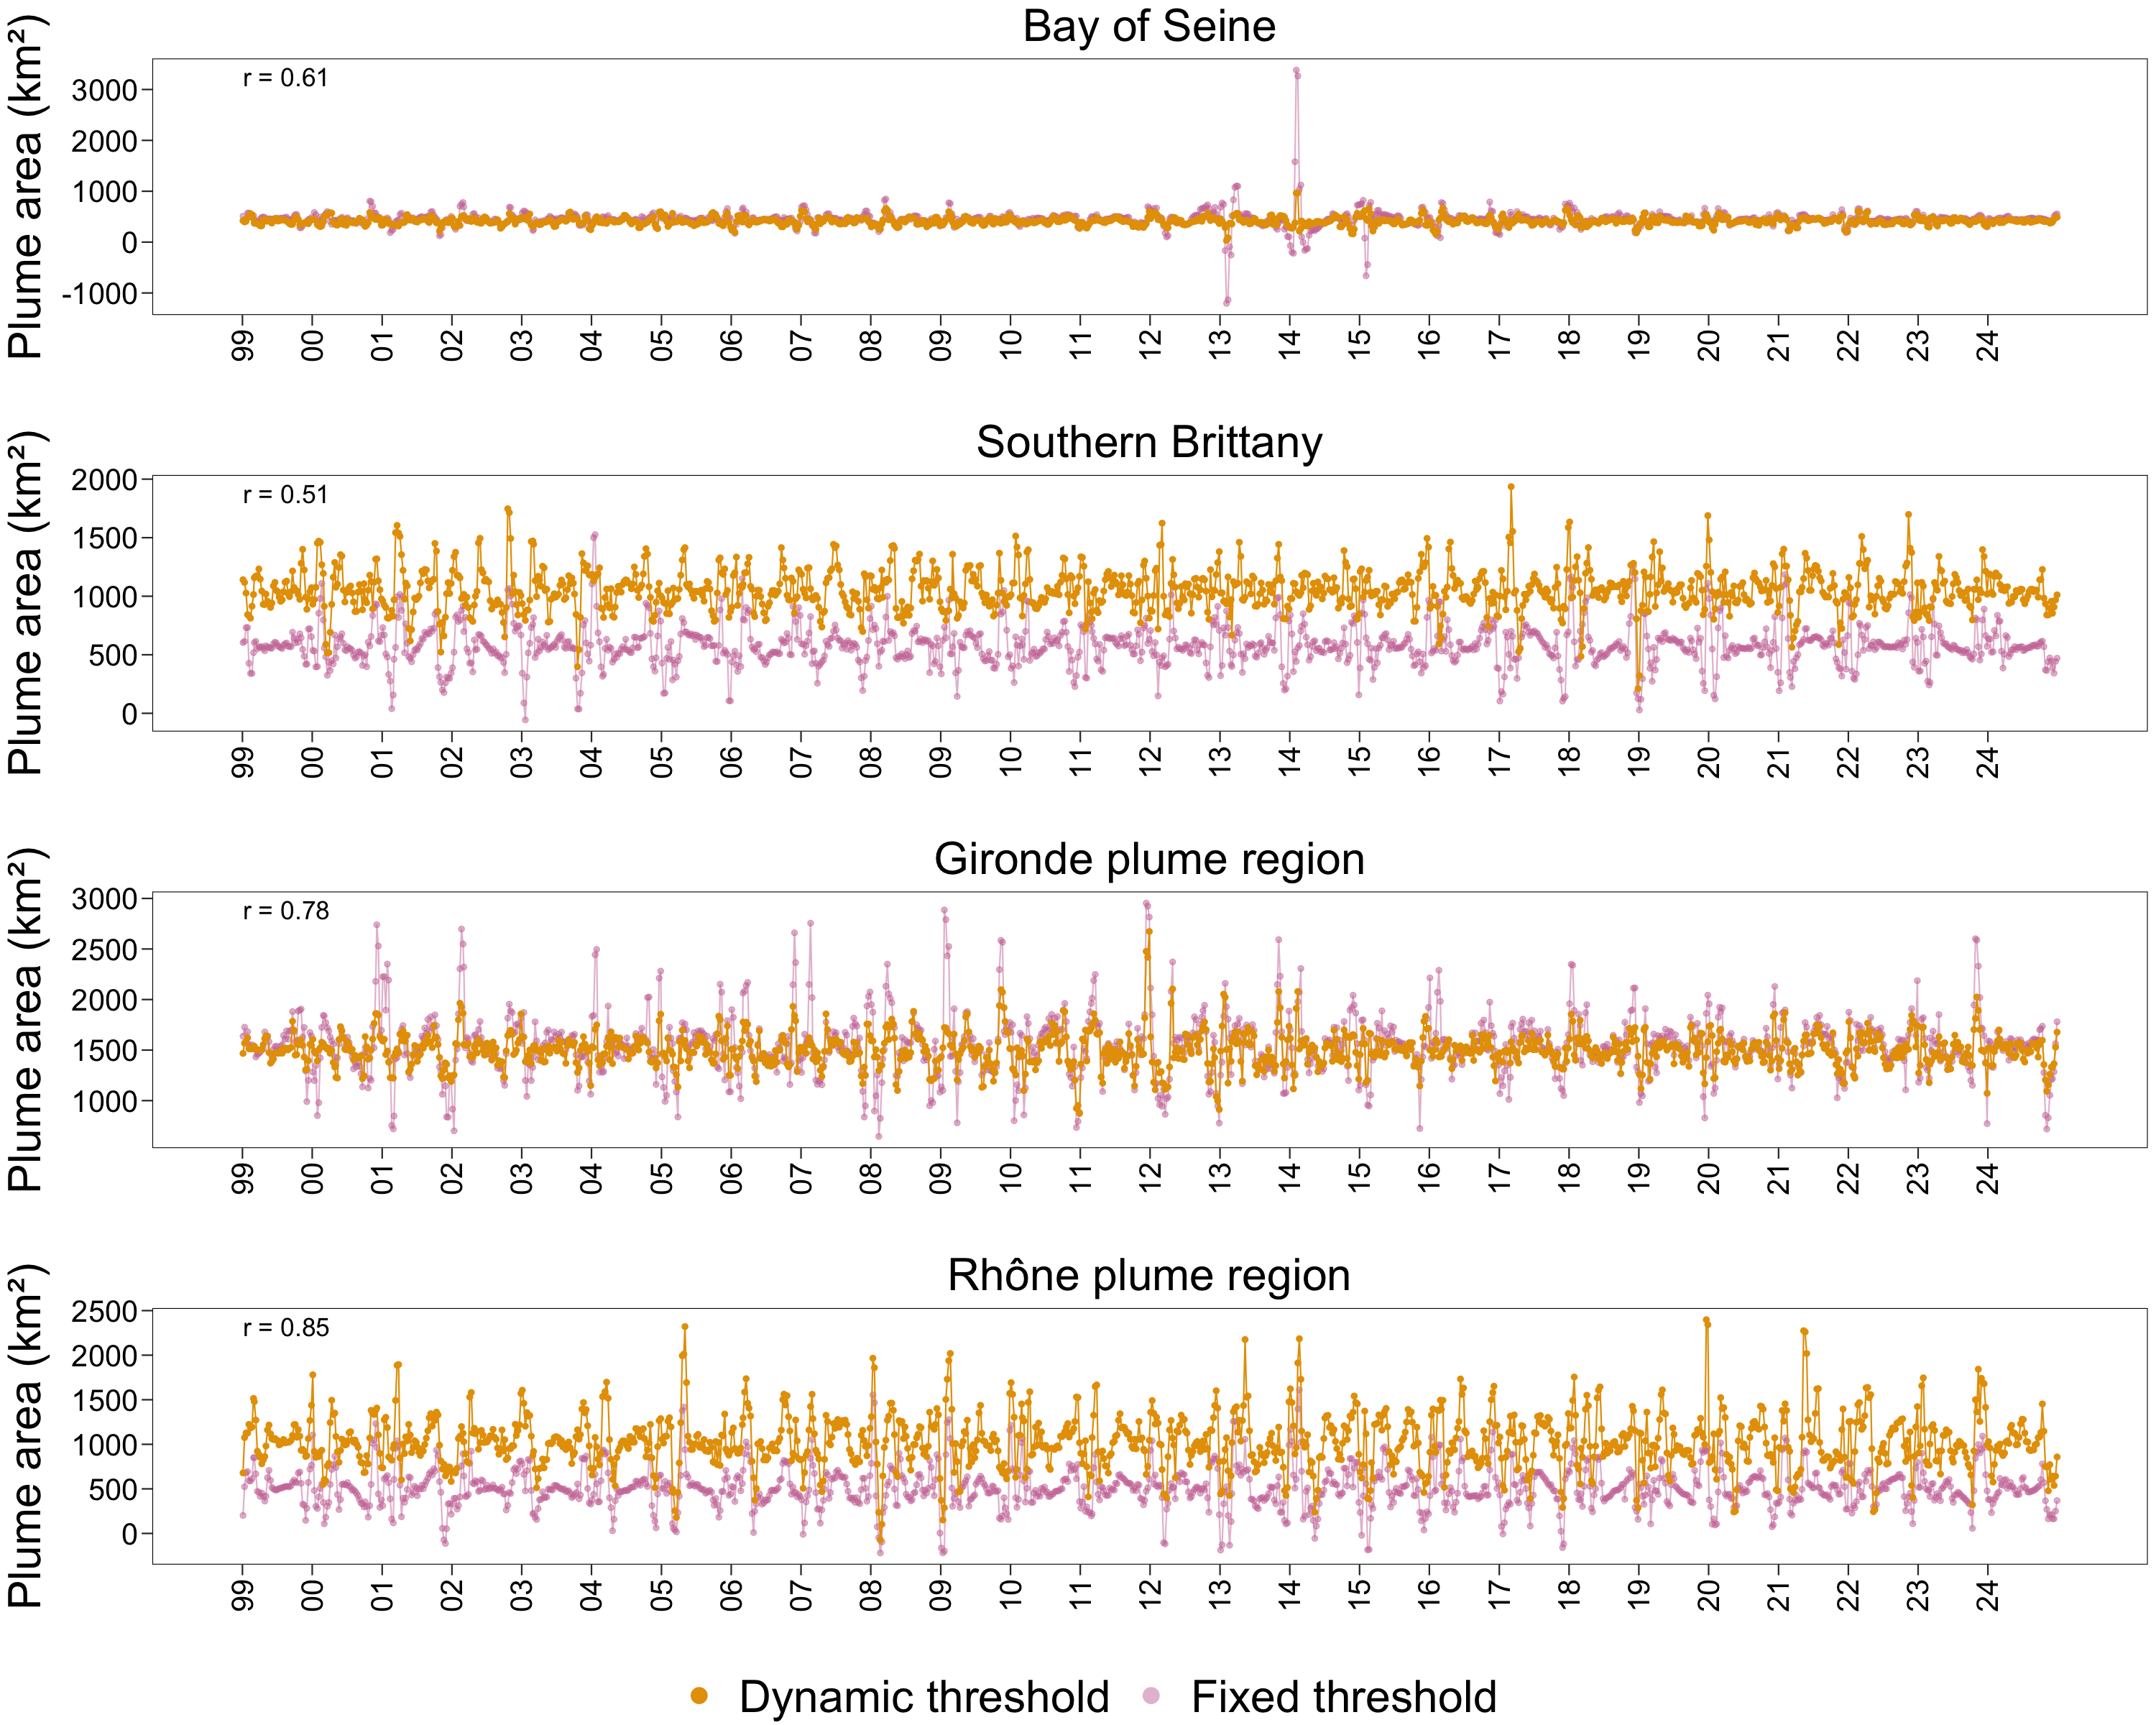 Bay of Seine
Plume area (km²)
r = 0.61
3000
2000
1000
0
-1000
99 00 01 02 03 04 05 06 07 08 09 10 11 12 13 14 15 16 17 18 19 20 21 22 23 24
Southern Brittany
Plume area (km²)
r = 0.51
2000
1500
1000
500
0
99 00 01 02 03 04 05 06 07 08 09 10 11 12 13 14 15 16 17 18 19 20 21 22 23 24
Gironde plume region
Plume area (km²)
r = 0.78
3000
2500
2000
1500
1000
99 00 01 02 03 04 05 06 07 08 09 10 11 12 13 14 15 16 17 18 19 20 21 22 23 24
Rhône plume region
Plume area (km²)
r = 0.85
2500
2000
1500
1000
500
0
99 00 01 02 03 04 05 06 07 08 09 10 11 12 13 14 15 16 17 18 19 20 21 22 23 24
Dynamic threshold Fixed threshold